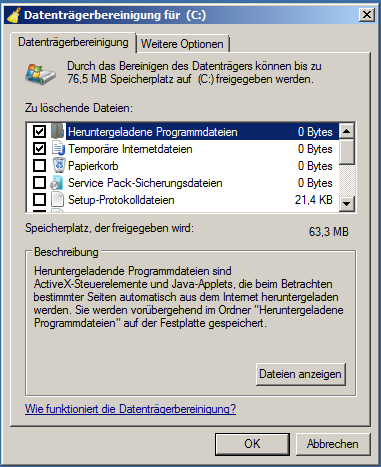 Datenträgerbereinigung für (C:)
Datenträgerbereinigung Weitere Optionen
Durch das Bereinigen des Datenträgers können bis zu
76,5 MB Speicherplatz auf (C:) freigegeben werden.
Zu löschende Dateien:
Heruntergeladene Programmdateien 0 Bytes
Temporäre Internetdateien 0 Bytes
Papierkorb 0 Bytes
Service Pack-Sicherungsdateien 0 Bytes
Setup-Protokolldateien 21,4 KB
Speicherplatz, der freigegeben wird: 63,3 MB
Beschreibung
Heruntergeladende Programmdateien sind
ActiveX-Steuerelemente und Java-Applets, die beim Betrachten
bestimmter Seiten automatisch aus dem Internet heruntergeladen
werden. Sie werden vorübergehend im Ordner "Heruntergeladene
Programmdateien" auf der Festplatte gespeichert.
Dateien anzeigen
Wie funktioniert die Datenträgerbereinigung?
OK Abbrechen